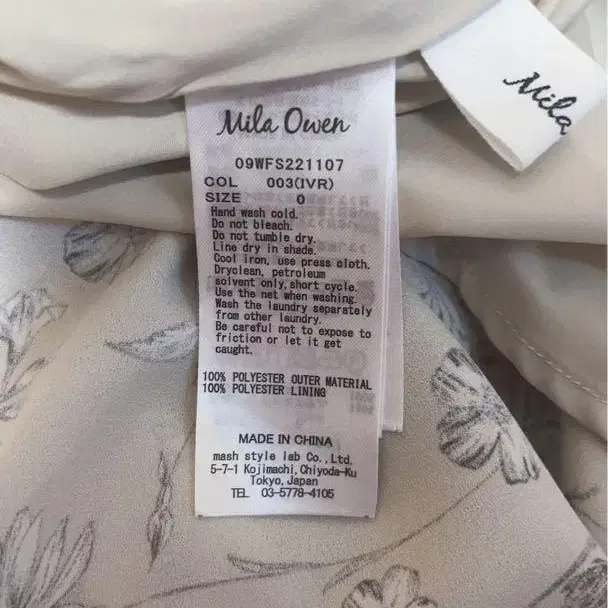 Mila
Mila Owen
09WFS221107
COL 003(IVR)
SIZE 0
Hand wash cold.
Do not bleach.
Do not tumble dry.
Line dry in shade.
Cool iron, use press cloth.
Dryclean, petroleum
solvent only,short cycle.
Use the net when washing.
Wash the laundry separately
from other laundry.
Be careful not to expose to
friction or let it get
caught.
100% POLYESTER OUTER MATERIAL
100% POLYESTER LINING
MADE IN CHINA
mash style lab Co.,Ltd.
5-7-1 Kojimachi,Chiyoda-Ku
Tokyo,Japan
TEL 03-5778-4105